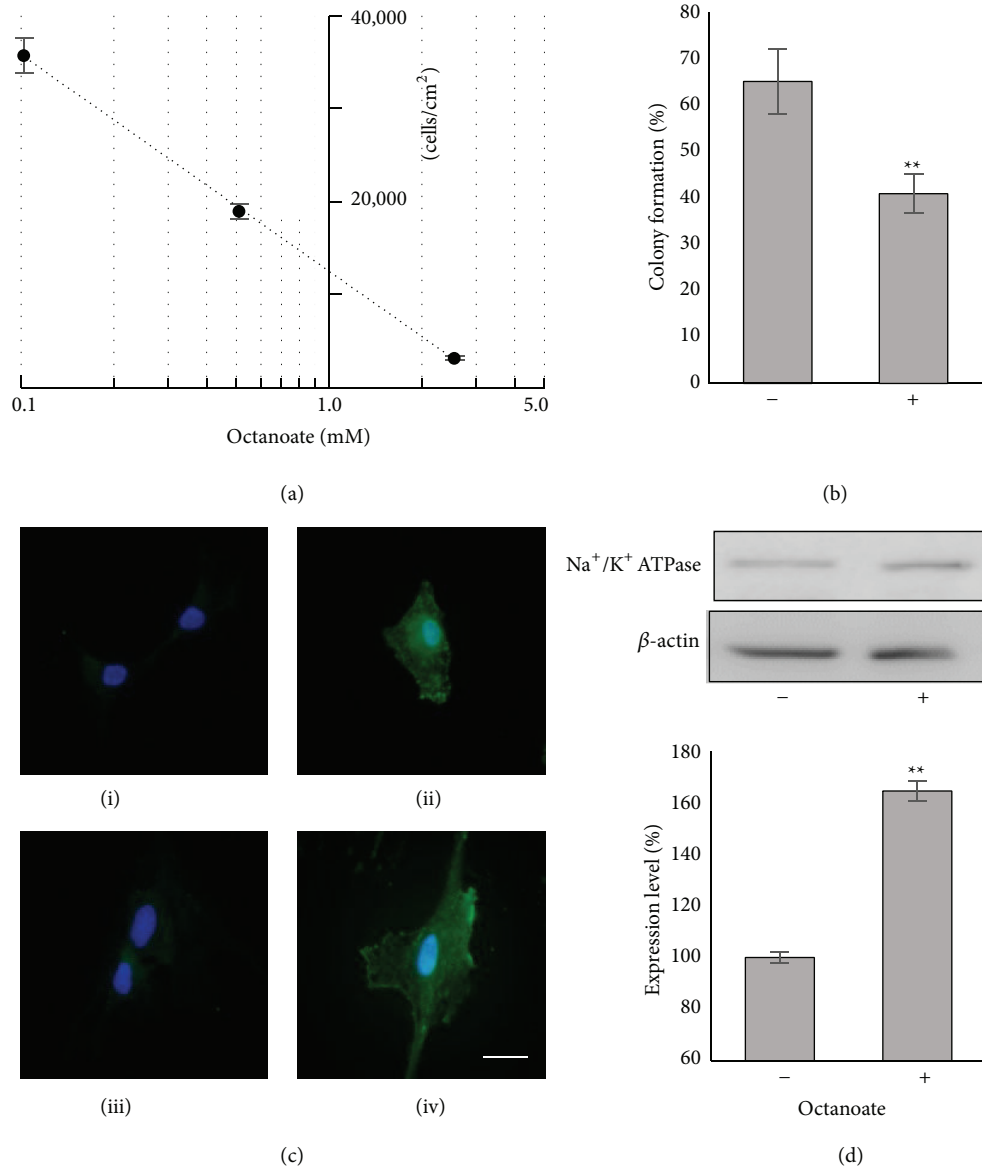 40,000
20,000
(cells/cm²)
0.1
1.0
5.0
Octanoate (mM)
(a)
80
70
60
50
40
30
80
20
10
0
Colony formation (%)
**
−
+
(b)
(i)
(ii)
(iii)
(iv)
(c)
Na⁺/K⁺ ATPase
β-actin
−
+
180
160
140
120
100
80
60
Expression level (%)
**
−
+
Octanoate
(d)